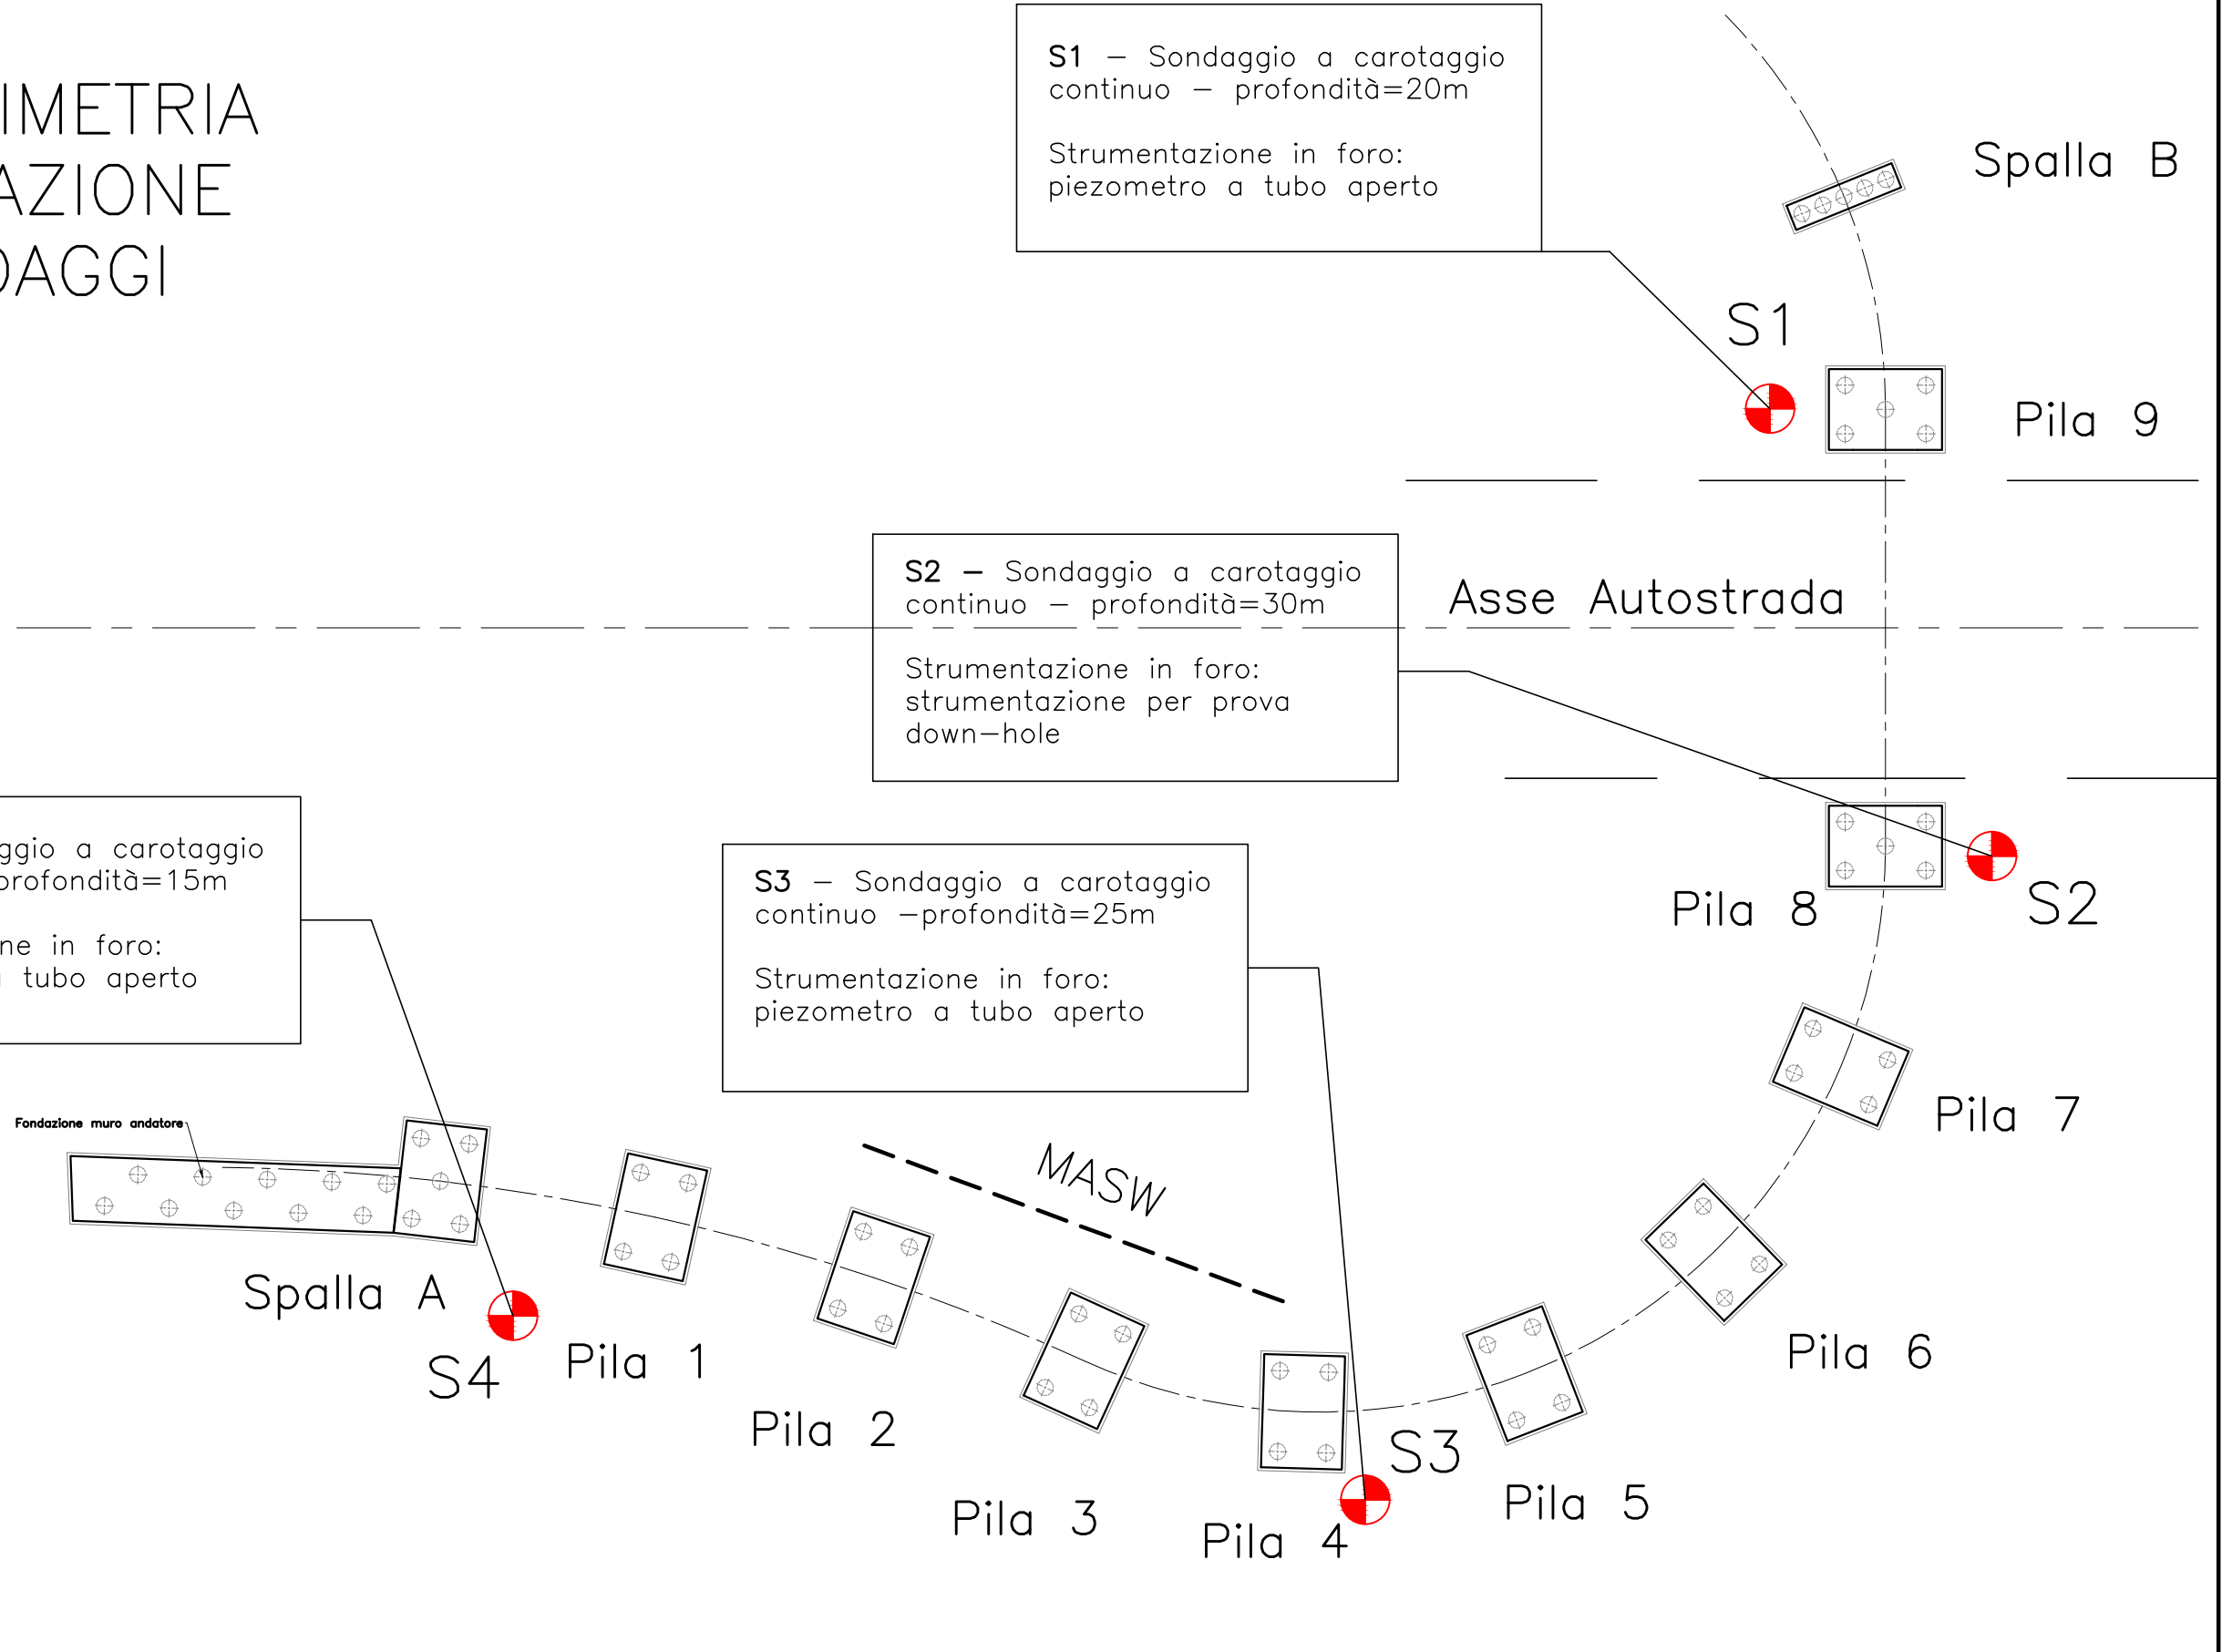 IMETRIA
AZIONE
DAGGI
S1 – Sondaggio a carotaggio
continuo – profondità=20m
Strumentazione in foro:
piezometro a tubo aperto
Spalla B
S1
Pila 9
S2 – Sondaggio a carotaggio
continuo – profondità=30m
Strumentazione in foro:
strumentazione per prova
down–hole
Asse Autostrada
ggio a carotaggio
profondità=15m
ne in foro:
tubo aperto
S3 – Sondaggio a carotaggio
continuo –profondità=25m
Strumentazione in foro:
piezometro a tubo aperto
Pila 8
S2
Fondazione muro andatore
MASW
Pila 7
Spalla A
S4
Pila 1
Pila 2
Pila 3
Pila 4
S3
Pila 5
Pila 6